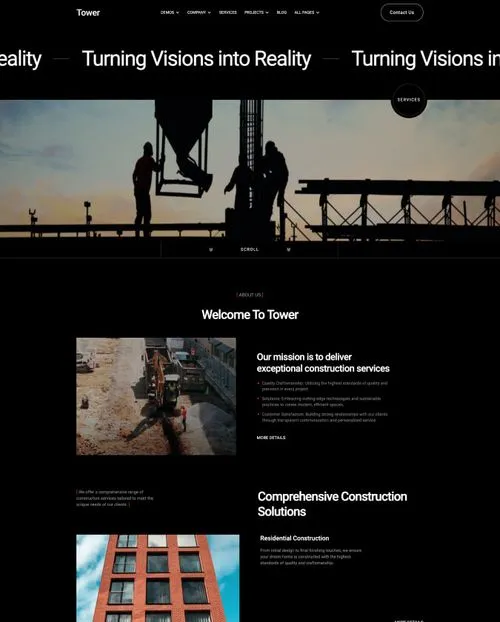 Tower
DEMOS
COMPANY
SERVICES
PROJECTS
BLOG
ALL PAGES
Contact Us
eality — Turning Visions into Reality — Turning Visions in
SERVICES
SCROLL
[ ABOUT US ]
Welcome To Tower
Our mission is to deliver
exceptional construction services
Quality Craftsmanship: Utilizing the highest standards of quality and
precision in every project.
Solutions: Embracing cutting-edge technologies and sustainable
practices to create modern, efficient spaces.
Customer Satisfaction: Building strong relationships with our clients
through transparent communication and personalized service.
MORE DETAILS
[ We offer a comprehensive range of
construction services tailored to meet the
unique needs of our clients. ]
Comprehensive Construction
Solutions
Residential Construction
From initial design to final finishing touches, we ensure
your dream home is constructed with the highest
standards of quality and craftsmanship.